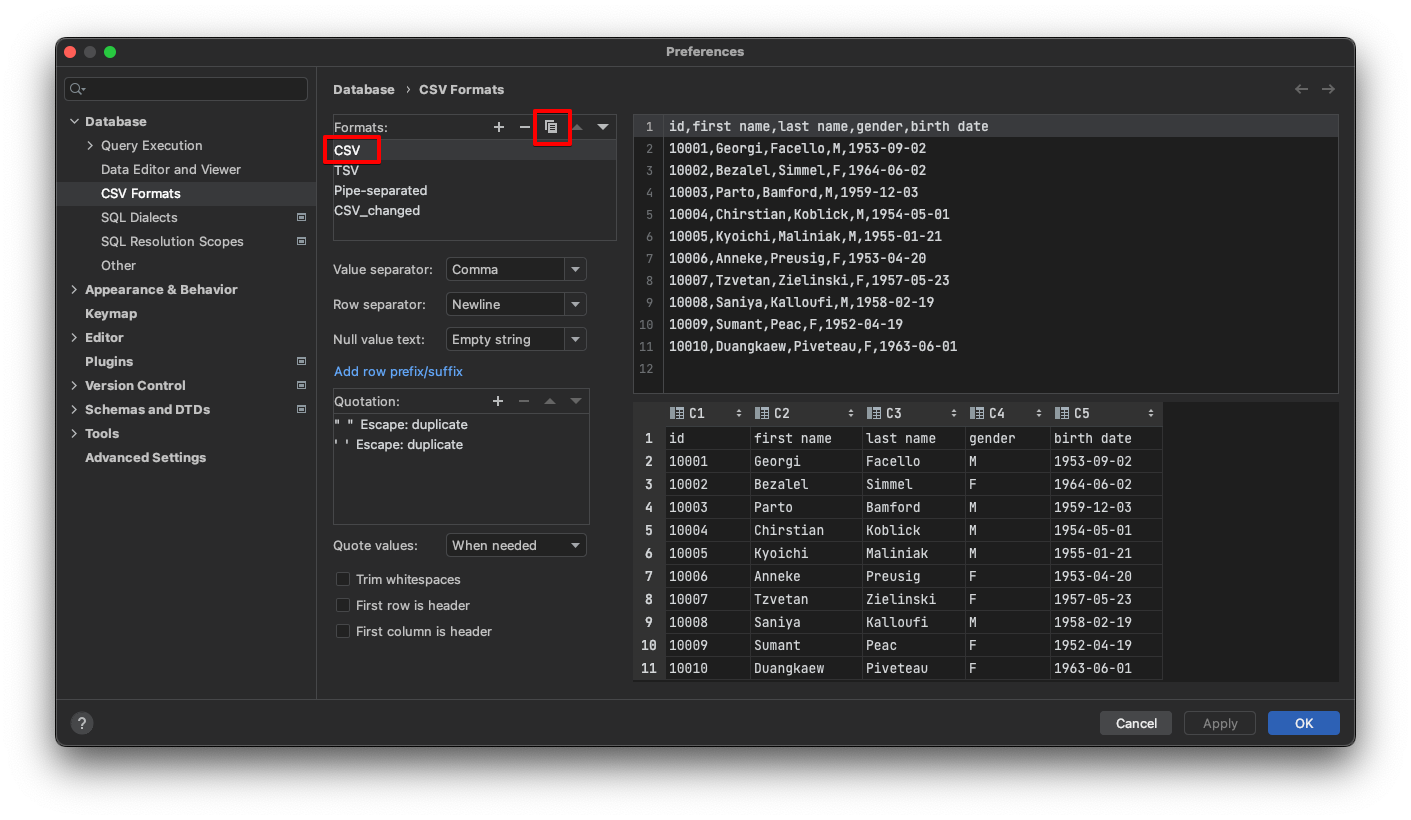 Preferences
Database
Query Execution
Data Editor and Viewer
CSV Formats
SQL Dialects
SQL Resolution Scopes
Other
Appearance & Behavior
Keymap
Editor
Plugins
Version Control
Schemas and DTDs
Tools
Advanced Settings
Database › CSV Formats
Formats:
CSV
TSV
Pipe-separated
CSV_changed
Value separator: Comma
Row separator: Newline
Null value text: Empty string
Add row prefix/suffix
Quotation:
" " Escape: duplicate
' ' Escape: duplicate
Quote values: When needed
Trim whitespaces
First row is header
First column is header
1 id,first name,last name,gender,birth date
2 10001,Georgi,Facello,M,1953-09-02
3 10002,Bezalel,Simmel,F,1964-06-02
4 10003,Parto,Bamford,M,1959-12-03
5 10004,Chirstian,Koblick,M,1954-05-01
6 10005,Kyoichi,Maliniak,M,1955-01-21
7 10006,Anneke,Preusig,F,1953-04-20
8 10007,Tzvetan,Zielinski,F,1957-05-23
9 10008,Saniya,Kalloufi,M,1958-02-19
10 10009,Sumant,Peac,F,1952-04-19
11 10010,Duangkaew,Piveteau,F,1963-06-01
12
C1 C2 C3 C4 C5
1 id first name last name gender birth date
2 10001 Georgi Facello M 1953-09-02
3 10002 Bezalel Simmel F 1964-06-02
4 10003 Parto Bamford M 1959-12-03
5 10004 Chirstian Koblick M 1954-05-01
6 10005 Kyoichi Maliniak M 1955-01-21
7 10006 Anneke Preusig F 1953-04-20
8 10007 Tzvetan Zielinski F 1957-05-23
9 10008 Saniya Kalloufi M 1958-02-19
10 10009 Sumant Peac F 1952-04-19
11 10010 Duangkaew Piveteau F 1963-06-01
? Cancel Apply OK